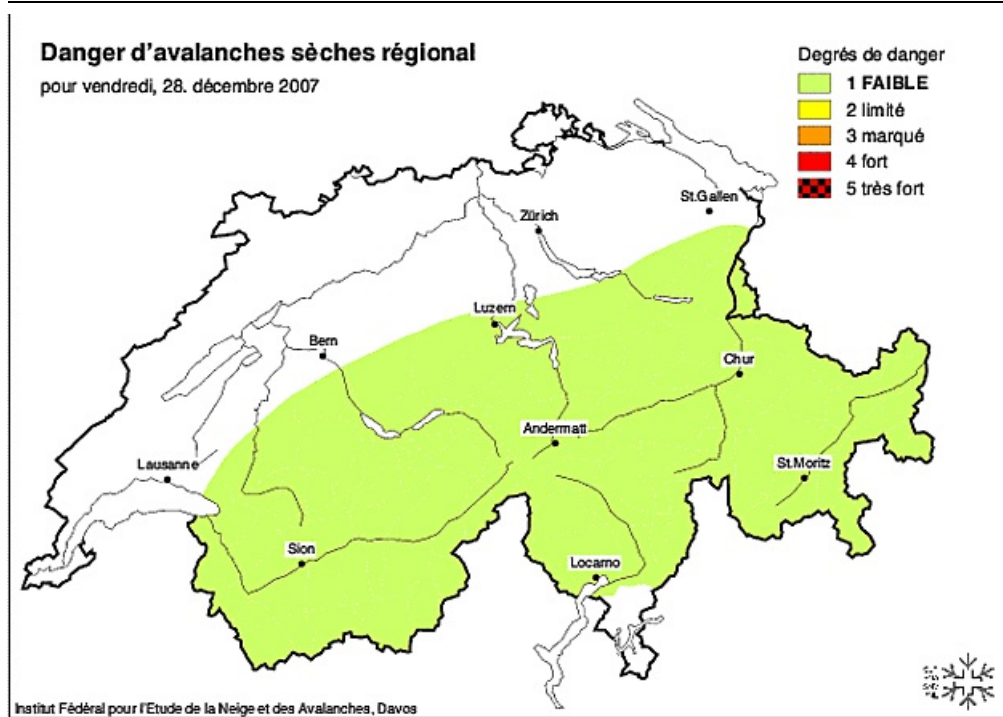 Danger d'avalanches sèches régional
pour vendredi, 28. décembre 2007
Degrés de danger
1 FAIBLE
2 limité
3 marqué
4 fort
5 très fort
St.Gallen
Zürich
Luzern
Bern
Chur
Andermatt
Lausanne
St.Moritz
Sion
Locarno
Institut Fédéral pour l'Etude de la Neige et des Avalanches, Davos